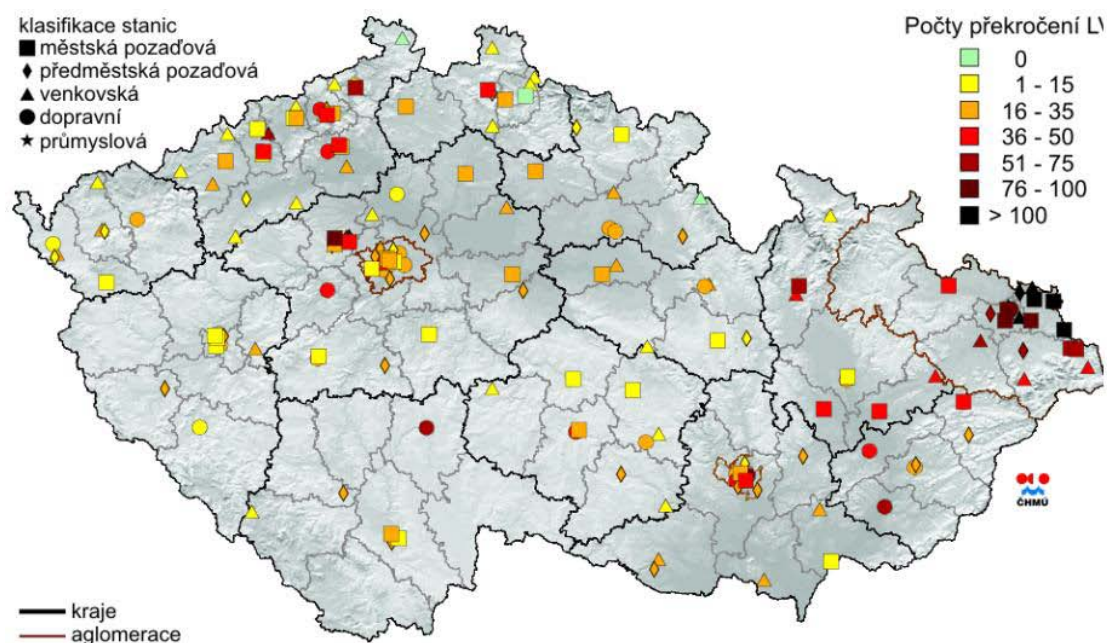 klasifikace stanic
městská pozaďová
předměstská pozaďová
venkovská
dopravní
průmyslová
Počty překročení LV
0
1 - 15
16 - 35
36 - 50
51 - 75
76 - 100
> 100
ČHMÚ
kraje
aglomerace